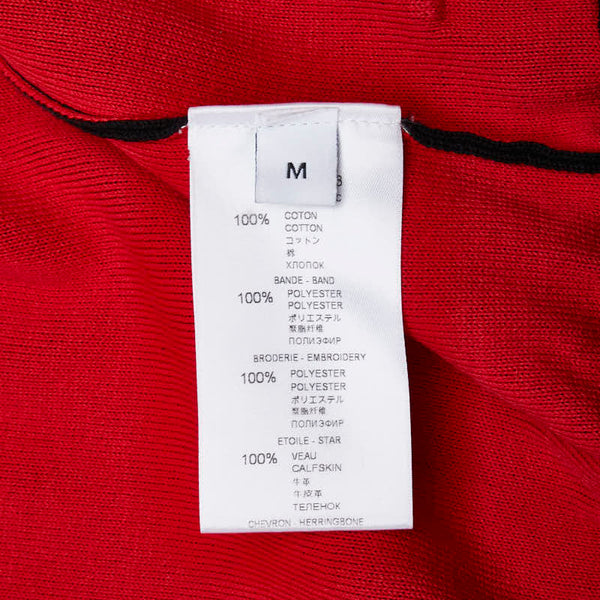 M
100% COTON
COTTON
コットン
棉
ХЛОПОК
BANDE - BAND
100% POLYESTER
POLYESTER
ポリエステル
聚脂纤维
ПОЛИЭФИР
BRODERIE - EMBROIDERY
100% POLYESTER
POLYESTER
ポリエステル
聚脂纤维
ПОЛИЭФИР
ETOILE - STAR
100% VEAU
CALFSKIN
牛革
牛皮革
ТЕЛЕНОК
CHEVRON - HERRINGBONE